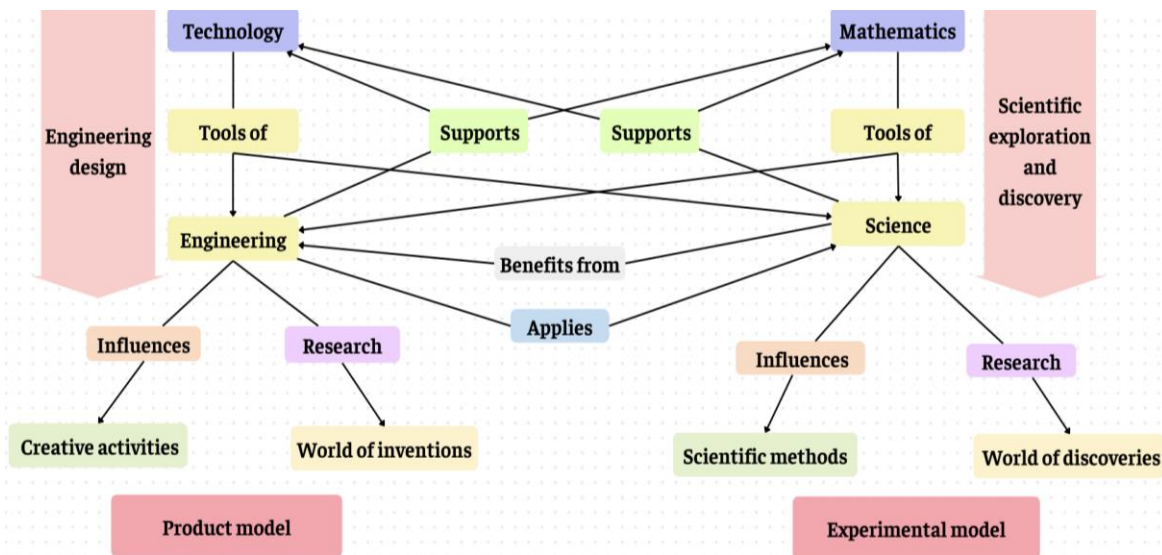 Technology
Mathematics
Engineering
design
Tools of
Supports
Supports
Tools of
Scientific
exploration
and
discovery
Engineering
Science
Benefits from
Applies
Influences
Research
Influences
Research
Creative activities
World of inventions
Scientific methods
World of discoveries
Product model
Experimental model